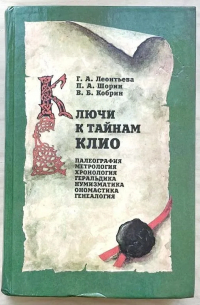 Г. А. Леонтьева
П. А. Шорин
В. Б. Кобрин
КЛЮЧИ
К ТАЙНАМ
КЛИО
ПАЛЕОГРАФИЯ
МЕТРОЛОГИЯ
ХРОНОЛОГИЯ
ГЕРАЛЬДИКА
НУМИЗМАТИКА
ОНОМАСТИКА
ГЕНЕАЛОГИЯ